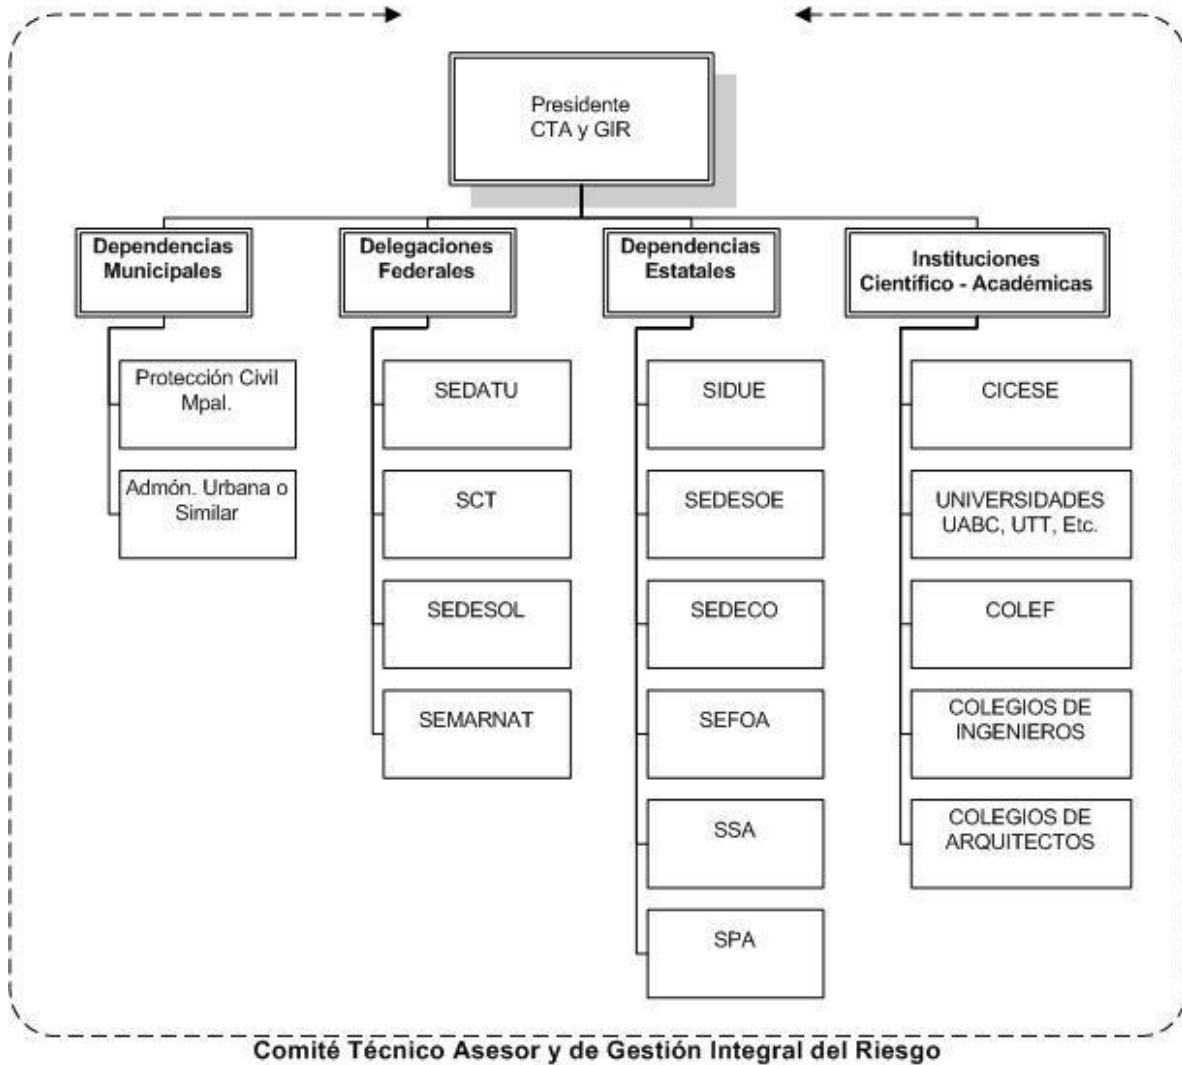 Presidente
CTA y GIR
Dependencias
Municipales
Protección Civil
Mpal.
Admón. Urbana o
Similar
Delegaciones
Federales
SEDATU
SCT
SEDESOL
SEMARNAT
Dependencias
Estatales
SIDUE
SEDESOE
SEDECO
SEFOA
SSA
SPA
Instituciones
Científico - Académicas
CICESE
UNIVERSIDADES
UABC, UTT, Etc.
COLEF
COLEGIOS DE
INGENIEROS
COLEGIOS DE
ARQUITECTOS
Comité Técnico Asesor y de Gestión Integral del Riesgo